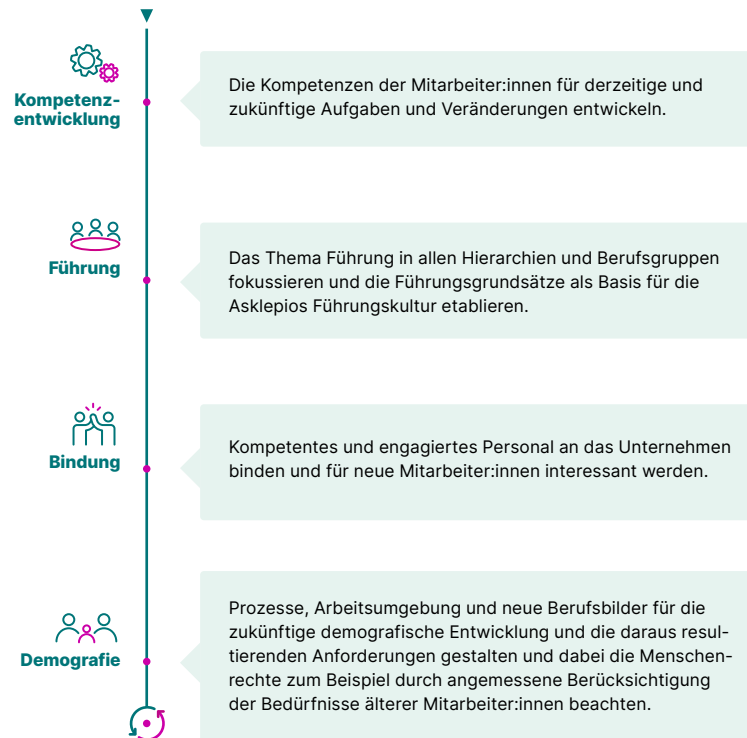 Kompetenz-
entwicklung
Die Kompetenzen der Mitarbeiter:innen für derzeitige und
zukünftige Aufgaben und Veränderungen entwickeln.
Führung
Das Thema Führung in allen Hierarchien und Berufsgruppen
fokussieren und die Führungsgrundsätze als Basis für die
Asklepios Führungskultur etablieren.
Bindung
Kompetentes und engagiertes Personal an das Unternehmen
binden und für neue Mitarbeiter:innen interessant werden.
Demografie
Prozesse, Arbeitsumgebung und neue Berufsbilder für die
zukünftige demografische Entwicklung und die daraus resul-
tierenden Anforderungen gestalten und dabei die Menschen-
rechte zum Beispiel durch angemessene Berücksichtigung
der Bedürfnisse älterer Mitarbeiter:innen beachten.